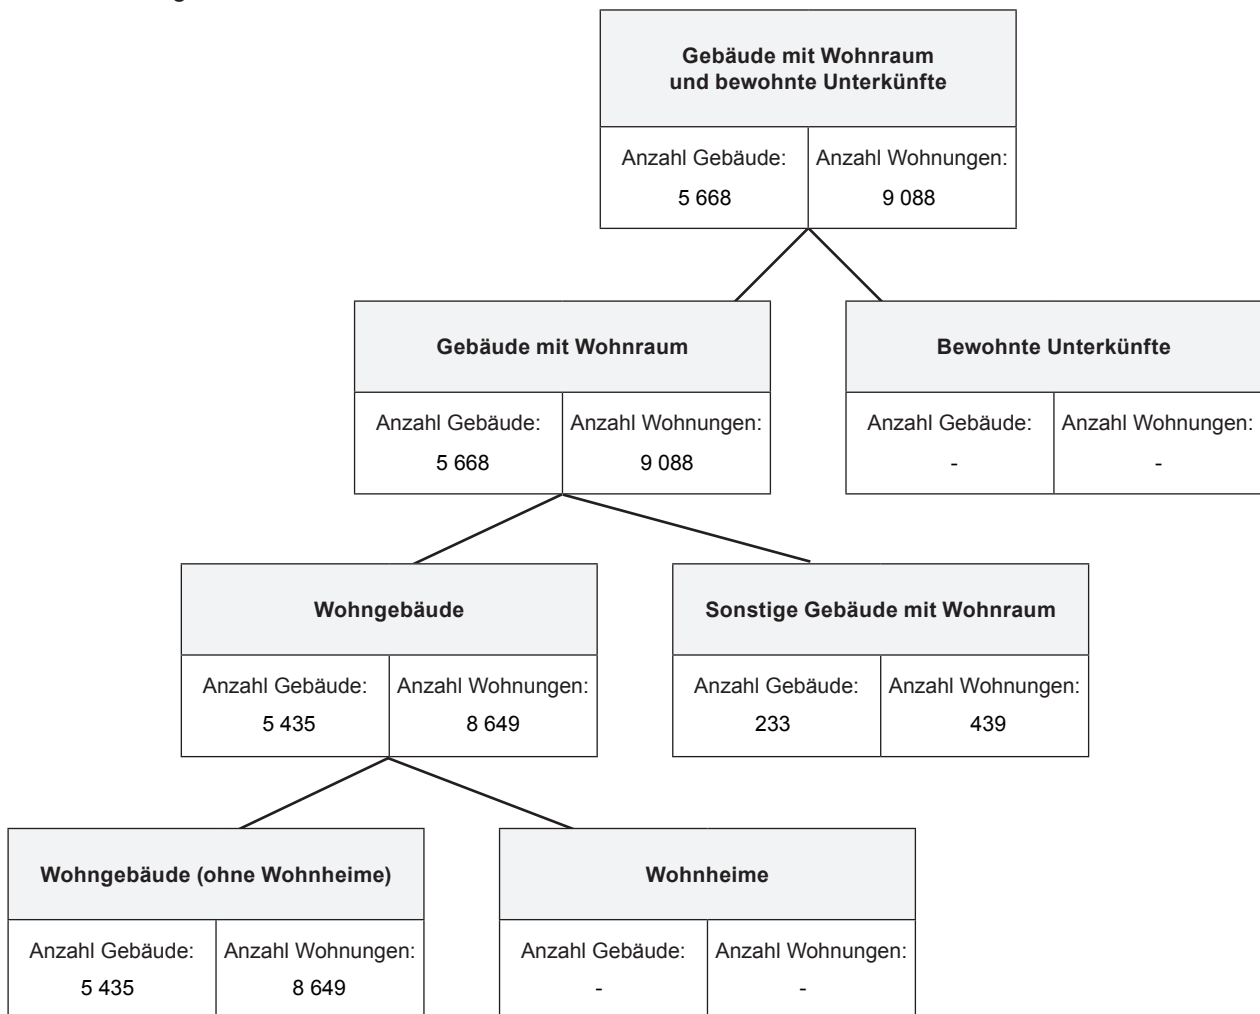 Gebäude mit Wohnraum
und bewohnte Unterkünfte
Anzahl Gebäude: Anzahl Wohnungen:
5 668 9 088
Gebäude mit Wohnraum Bewohnte Unterkünfte
Anzahl Gebäude: Anzahl Wohnungen: Anzahl Gebäude: Anzahl Wohnungen:
5 668 9 088 - -
Wohngebäude Sonstige Gebäude mit Wohnraum
Anzahl Gebäude: Anzahl Wohnungen: Anzahl Gebäude: Anzahl Wohnungen:
5 435 8 649 233 439
Wohngebäude (ohne Wohnheime) Wohnheime
Anzahl Gebäude: Anzahl Wohnungen: Anzahl Gebäude: Anzahl Wohnungen:
5 435 8 649 - -